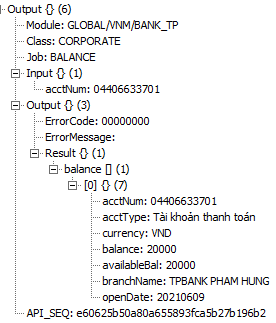 Output {} (6)
Module: GLOBAL/VNM/BANK_TP
Class: CORPORATE
Job: BALANCE
Input {} (1)
acctNum: 04406633701
Output {} (3)
ErrorCode: 00000000
ErrorMessage:
Result {} (1)
balance [] (1)
[0] {} (7)
acctNum: 04406633701
acctType: Tài khoản thanh toán
currency: VND
balance: 20000
availableBal: 20000
branchName: TPBANK PHAM HUNG
openDate: 20210609
API_SEQ: e60625b50a80a655893fca5b27b196b2